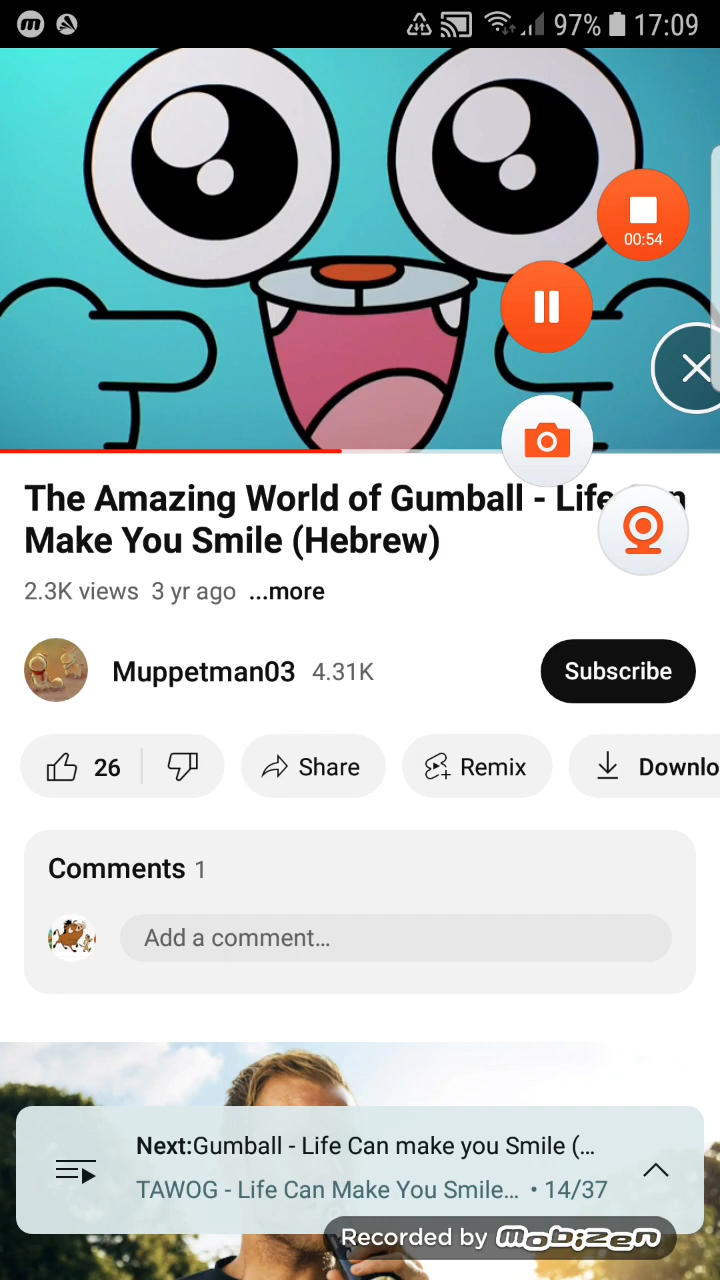 97% 17:09
00:54
The Amazing World of Gumball - Life
Make You Smile (Hebrew)
2.3K views 3 yr ago ...more
Muppetman03 4.31K
Subscribe
26 Share Remix Downlo
Comments 1
Add a comment...
Next:Gumball - Life Can make you Smile (...
TAWOG - Life Can Make You Smile... • 14/37
Recorded by mobizen